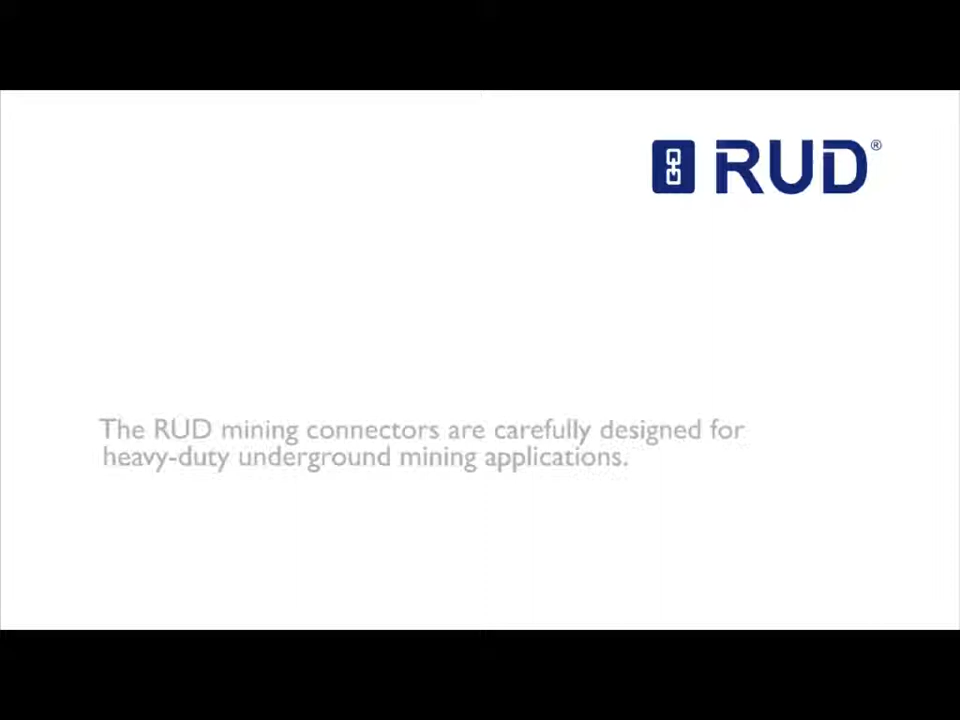 RUD®
The RUD mining connectors are carefully designed for
heavy-duty underground mining applications.